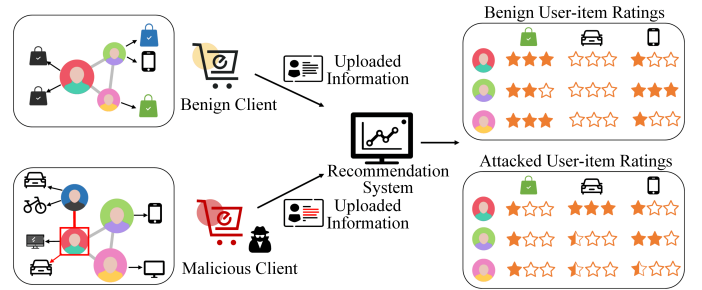 Benign User-item Ratings
Uploaded
Information
Benign Client
Recommendation
System
Attacked User-item Ratings
Uploaded
Information
Malicious Client